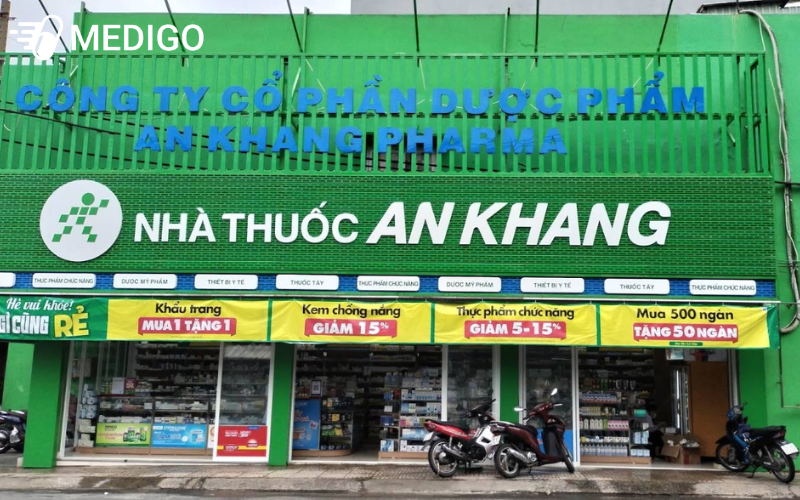 MEDIGO
CÔNG TY CỔ PHẦN DƯỢC PHẨM
AN KHANG PHARMA
NHÀ THUỐC AN KHANG
THỰC PHẨM CHỨC NĂNG
DƯỢC MỸ PHẨM
THIẾT BỊ Y TẾ
THUỐC TÂY
THỰC PHẨM CHỨC NĂNG
DƯỢC MỸ PHẨM
THIẾT BỊ Y TẾ
THUỐC TÂY
THỰC PHẨM CHỨC NĂNG
Hè vui khỏe!
GÌ CŨNG RẺ
Khẩu trang
MUA 1 TẶNG 1
Kem chống nắng
GIẢM 15%
Thực phẩm chức năng
GIẢM 5-15%
Mua 500 ngàn
TẶNG 50 NGÀN